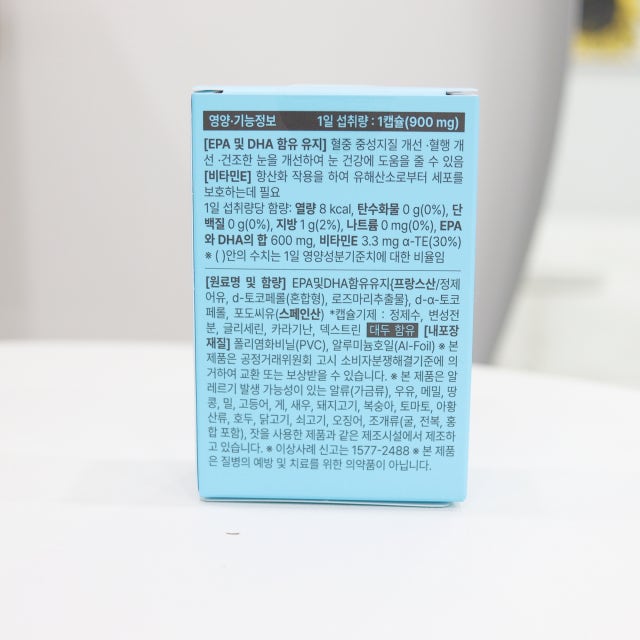 영양·기능정보 1일 섭취량 : 1캡슐(900 mg)
[EPA 및 DHA 함유 유지] 혈중 중성지질 개선 ·혈행 개
선 ·건조한 눈을 개선하여 눈 건강에 도움을 줄 수 있음
[비타민E] 항산화 작용을 하여 유해산소로부터 세포를
보호하는데 필요
1일 섭취량당 함량: 열량 8 kcal, 탄수화물 0 g(0%), 단
백질 0 g(0%), 지방 1 g(2%), 나트륨 0 mg(0%), EPA
와 DHA의 합 600 mg, 비타민E 3.3 mg α-TE(30%)
※ ( )안의 수치는 1일 영양성분기준치에 대한 비율임
[원료명 및 함량] EPA및DHA함유유지{프랑스산/정제
어유, d-토코페롤(혼합형), 로즈마리추출물}, d-α-토코
페롤, 포도씨유(스페인산) *캡슐기제 : 정제수, 변성전
분, 글리세린, 카라기난, 덱스트린 대두 함유 [내포장
재질] 폴리염화비닐(PVC), 알루미늄호일(Al-Foil) ※ 본
제품은 공정거래위원회 고시 소비자분쟁해결기준에 의
거하여 교환 또는 보상받을 수 있습니다. ※ 본 제품은 알
레르기 발생 가능성이 있는 알류(가금류), 우유, 메밀, 땅
콩, 밀, 고등어, 게, 새우, 돼지고기, 복숭아, 토마토, 아황
산류, 호두, 닭고기, 쇠고기, 오징어, 조개류(굴, 전복, 홍
합 포함), 잣을 사용한 제품과 같은 제조시설에서 제조하
고 있습니다. ※ 이상사례 신고는 1577-2488 ※ 본 제품
은 질병의 예방 및 치료를 위한 의약품이 아닙니다.